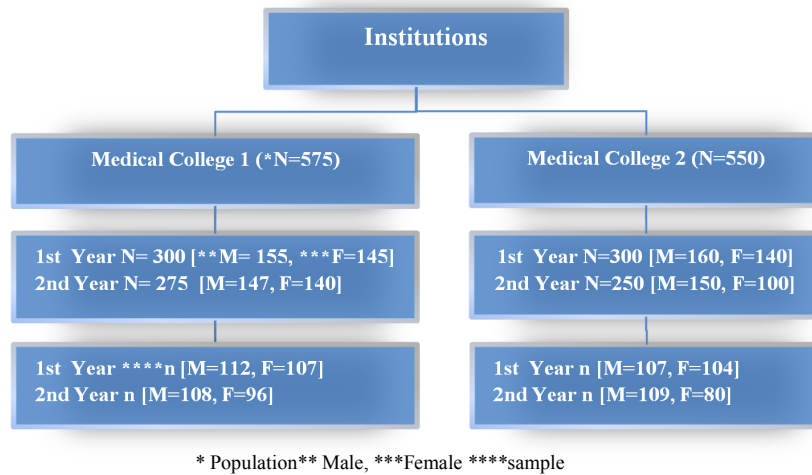 Institutions
Medical College 1 (*N=575)
Medical College 2 (N=550)
1st Year N= 300 [**M= 155, ***F=145]
2nd Year N= 275 [M=147, F=140]
1st Year N=300 [M=160, F=140]
2nd Year N=250 [M=150, F=100]
1st Year ****n [M=112, F=107]
2nd Year n [M=108, F=96]
1st Year n [M=107, F=104]
2nd Year n [M=109, F=80]
* Population** Male, ***Female ****sample